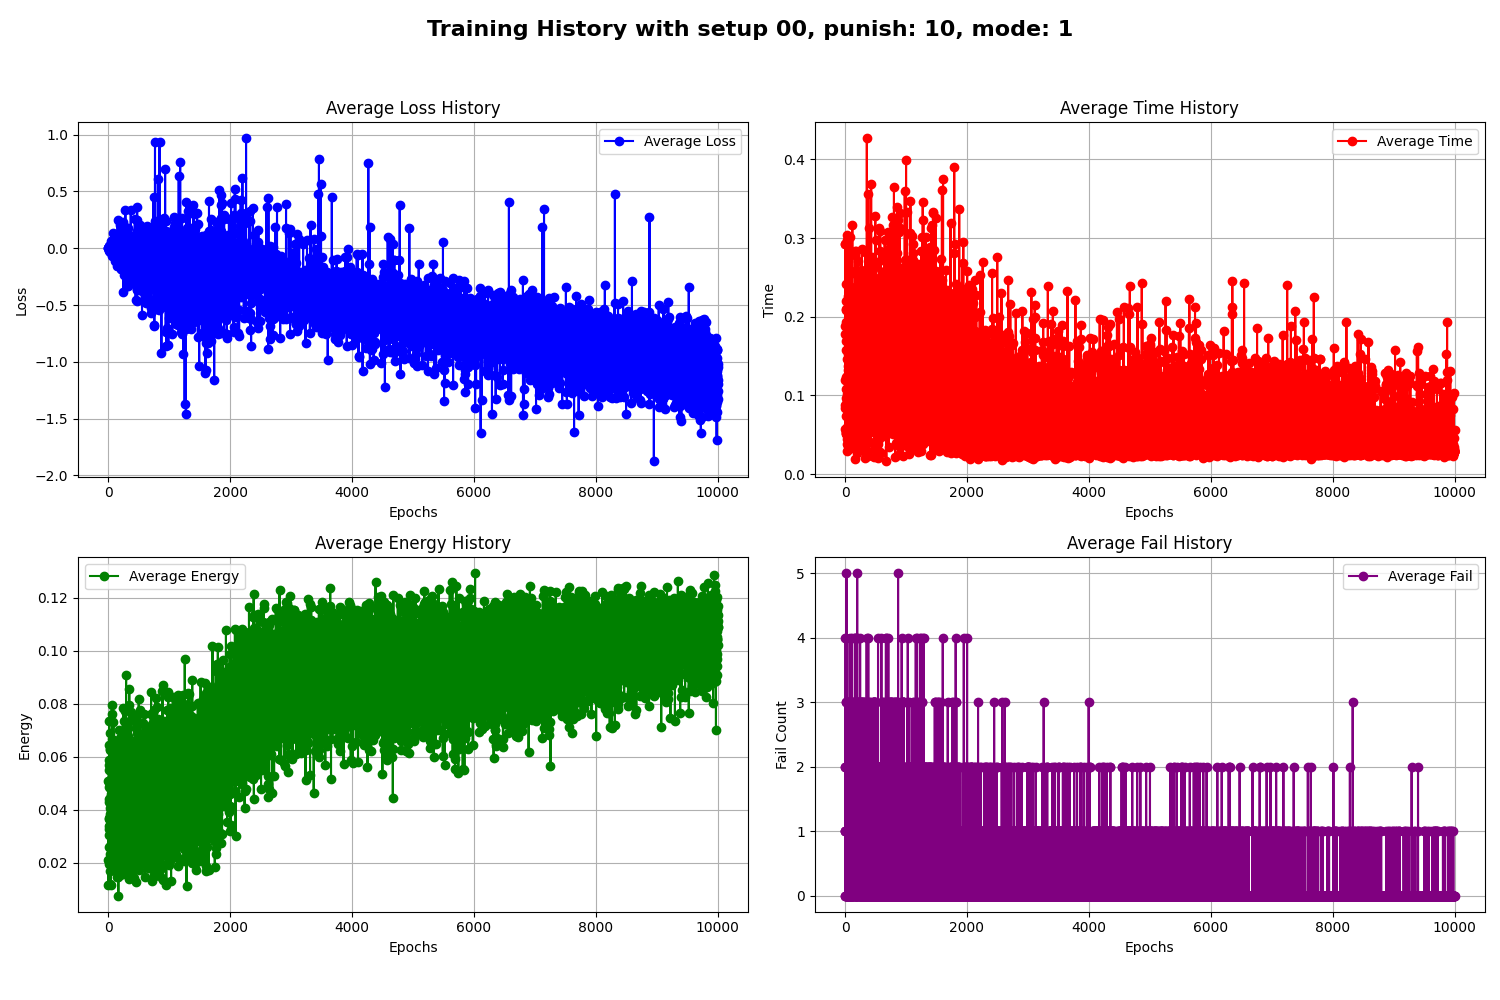 Training History with setup 00, punish: 10, mode: 1
Average Loss History
Average Loss
1.0
0.5
0.0
−0.5
−1.0
−1.5
−2.0
Loss
0 2000 4000 6000 8000 10000
Epochs
Average Time History
Average Time
0.4
0.3
0.2
0.1
0.0
Time
0 2000 4000 6000 8000 10000
Epochs
Average Energy History
Average Energy
0.12
0.10
0.08
0.06
0.04
0.02
Energy
0 2000 4000 6000 8000 10000
Epochs
Average Fail History
Average Fail
5
4
3
2
1
0
Fail Count
0 2000 4000 6000 8000 10000
Epochs